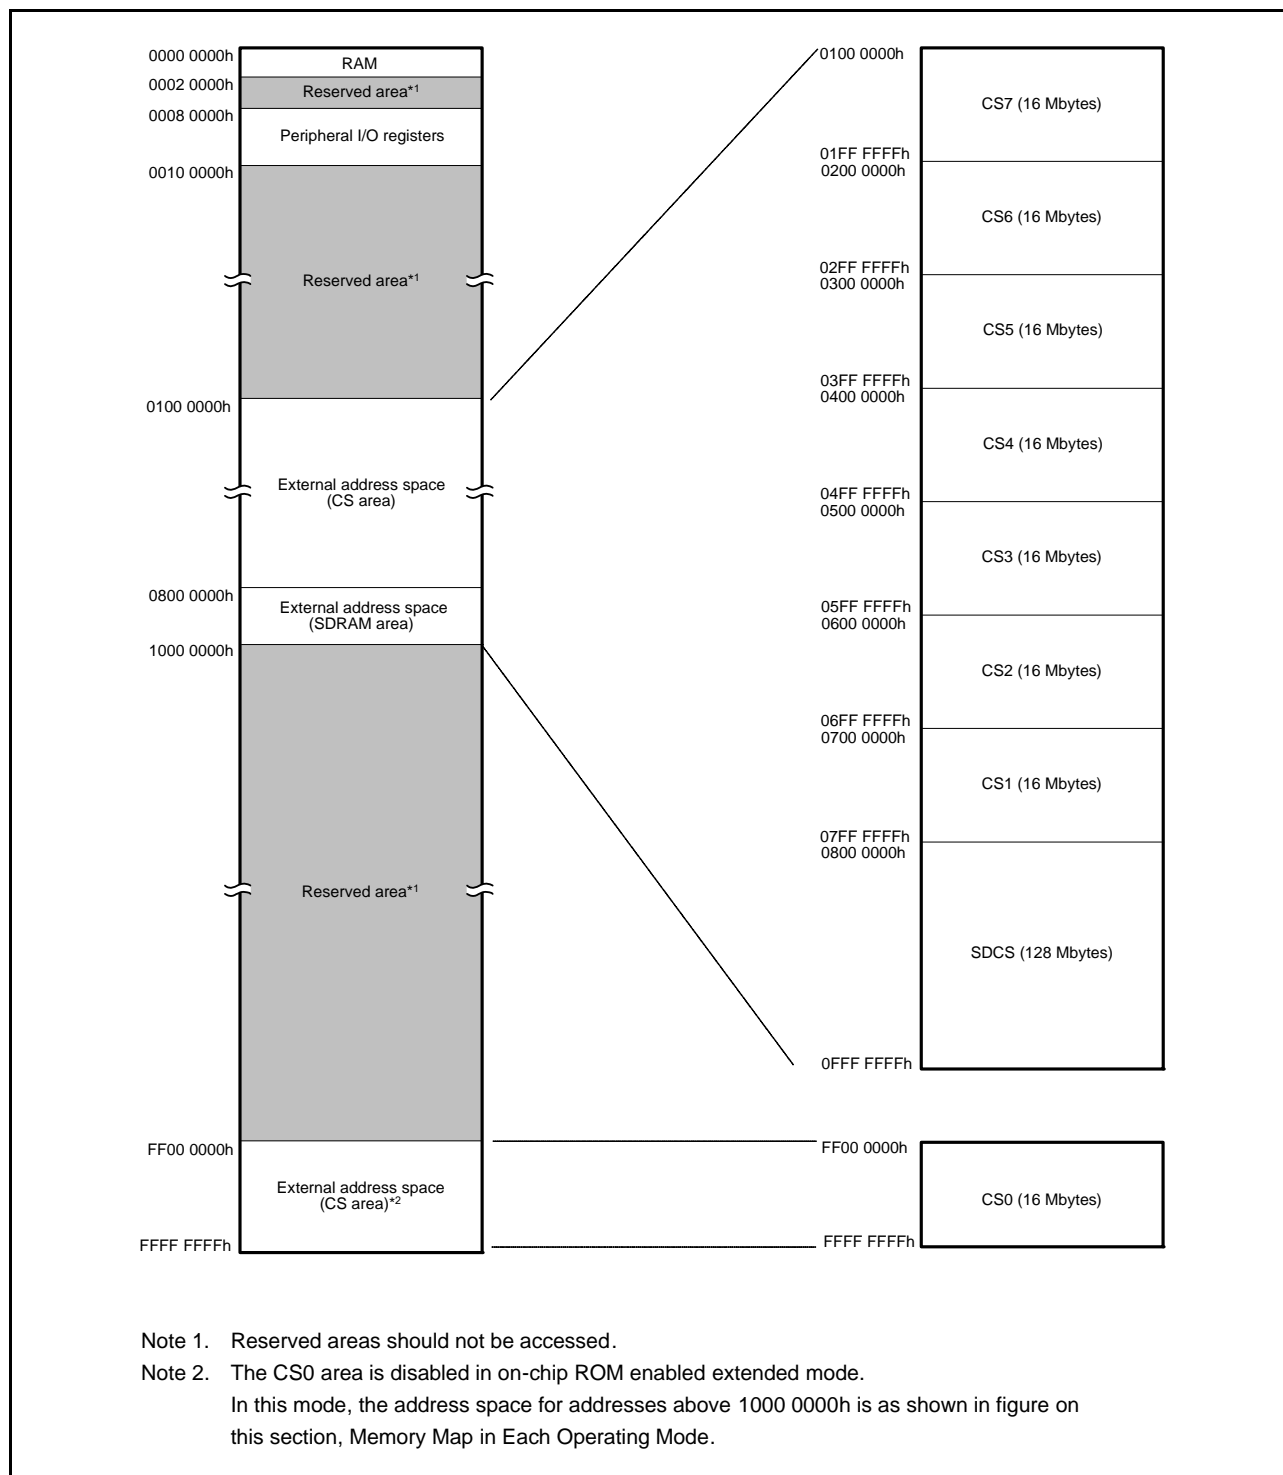 0000 0000h
RAM
0002 0000h
Reserved area*1
0008 0000h
Peripheral I/O registers
0010 0000h
Reserved area*1
0100 0000h
External address space
(CS area)
0800 0000h
External address space
(SDRAM area)
1000 0000h
Reserved area*1
FF00 0000h
External address space
(CS area)*2
FFFF FFFFh
0100 0000h
CS7 (16 Mbytes)
01FF FFFFh
0200 0000h
CS6 (16 Mbytes)
02FF FFFFh
0300 0000h
CS5 (16 Mbytes)
03FF FFFFh
0400 0000h
CS4 (16 Mbytes)
04FF FFFFh
0500 0000h
CS3 (16 Mbytes)
05FF FFFFh
0600 0000h
CS2 (16 Mbytes)
06FF FFFFh
0700 0000h
CS1 (16 Mbytes)
07FF FFFFh
0800 0000h
SDCS (128 Mbytes)
0FFF FFFFh
FF00 0000h
CS0 (16 Mbytes)
FFFF FFFFh
Note 1. Reserved areas should not be accessed.
Note 2. The CS0 area is disabled in on-chip ROM enabled extended mode.
In this mode, the address space for addresses above 1000 0000h is as shown in figure on
this section, Memory Map in Each Operating Mode.